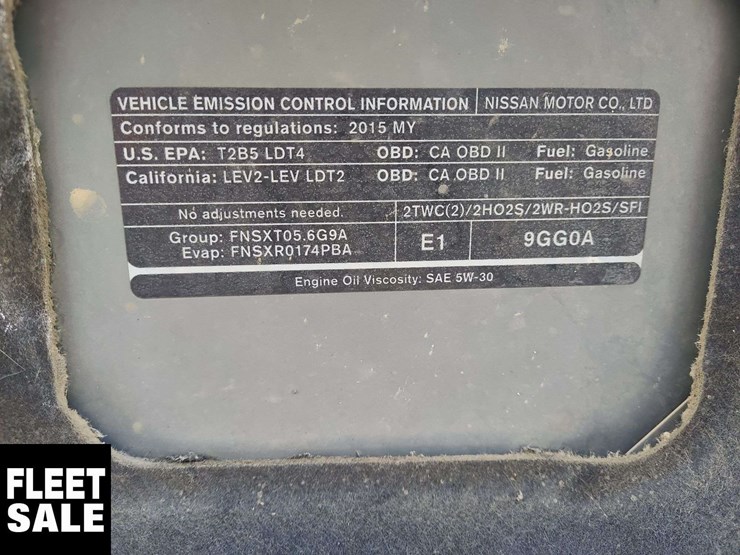 VEHICLE EMISSION CONTROL INFORMATION NISSAN MOTOR CO., LTD
Conforms to regulations: 2015 MY
U.S. EPA: T2B5 LDT4 OBD: CA OBD II Fuel: Gasoline
California: LEV2-LEV LDT2 OBD: CA OBD II Fuel: Gasoline
No adjustments needed. 2TWC(2)/2HO2S/2WR-HO2S/SFI
Group: FNSXT05.6G9A
Evap: FNSXR0174PBA
E1 9GG0A
Engine Oil Viscosity: SAE 5W-30
FLEET
SALE